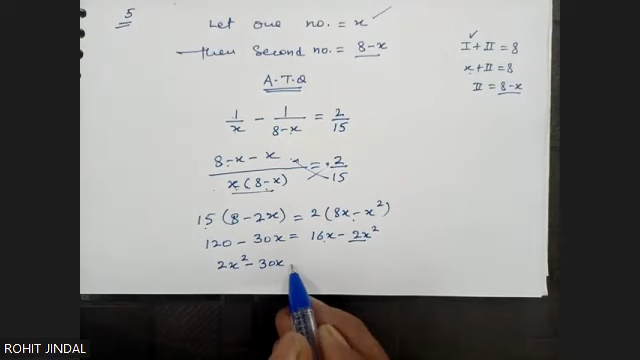 5
Let one no. = x ✓
Then Second no. = 8-x
A.T.Q
1/x - 1/(8-x) = 2/15
(8-x-x)/(x(8-x)) = 2/15
15(8-2x) = 2(8x-x²)
120-30x = 16x-2x²
2x²-30x
✓
I+II=8
x+II=8
II = 8-x
ROHIT JINDAL